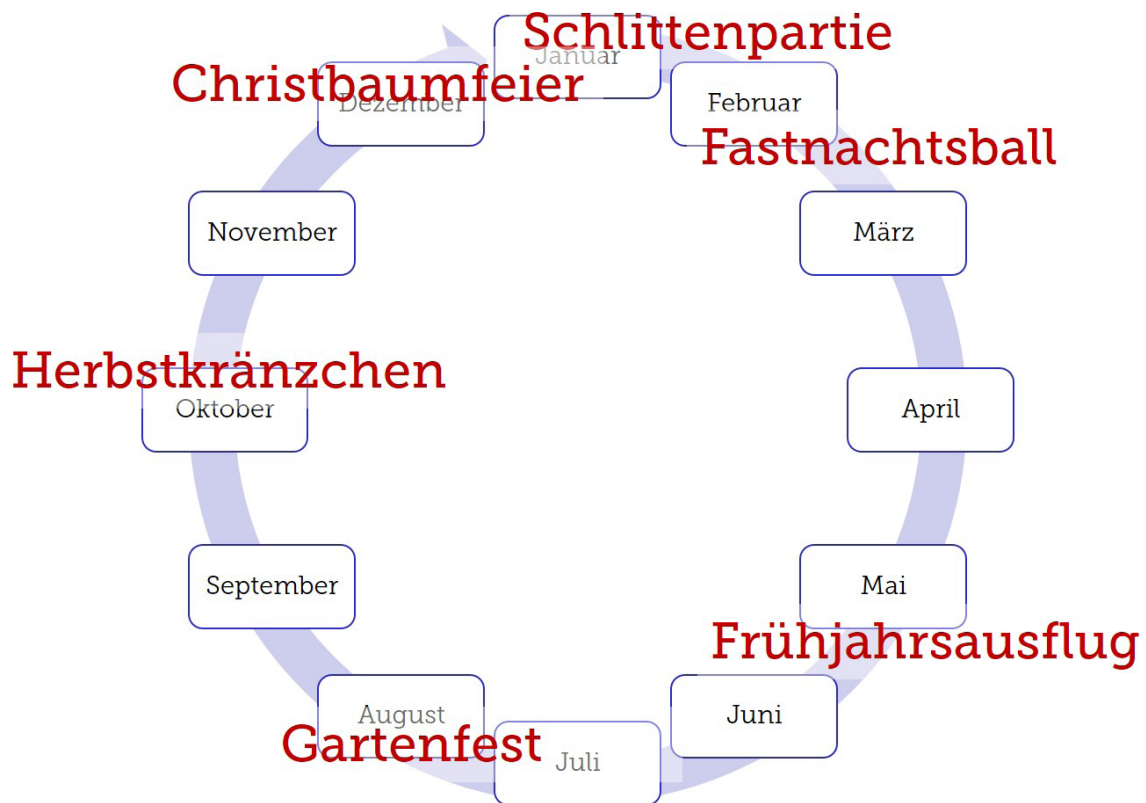 Schlittenpartie
Januar
Christbaumfeier
Dezember
Februar
Fastnachtsball
November
März
Herbstkränzchen
Oktober
April
September
Mai
Frühjahrsausflug
August
Juni
Gartenfest
Juli